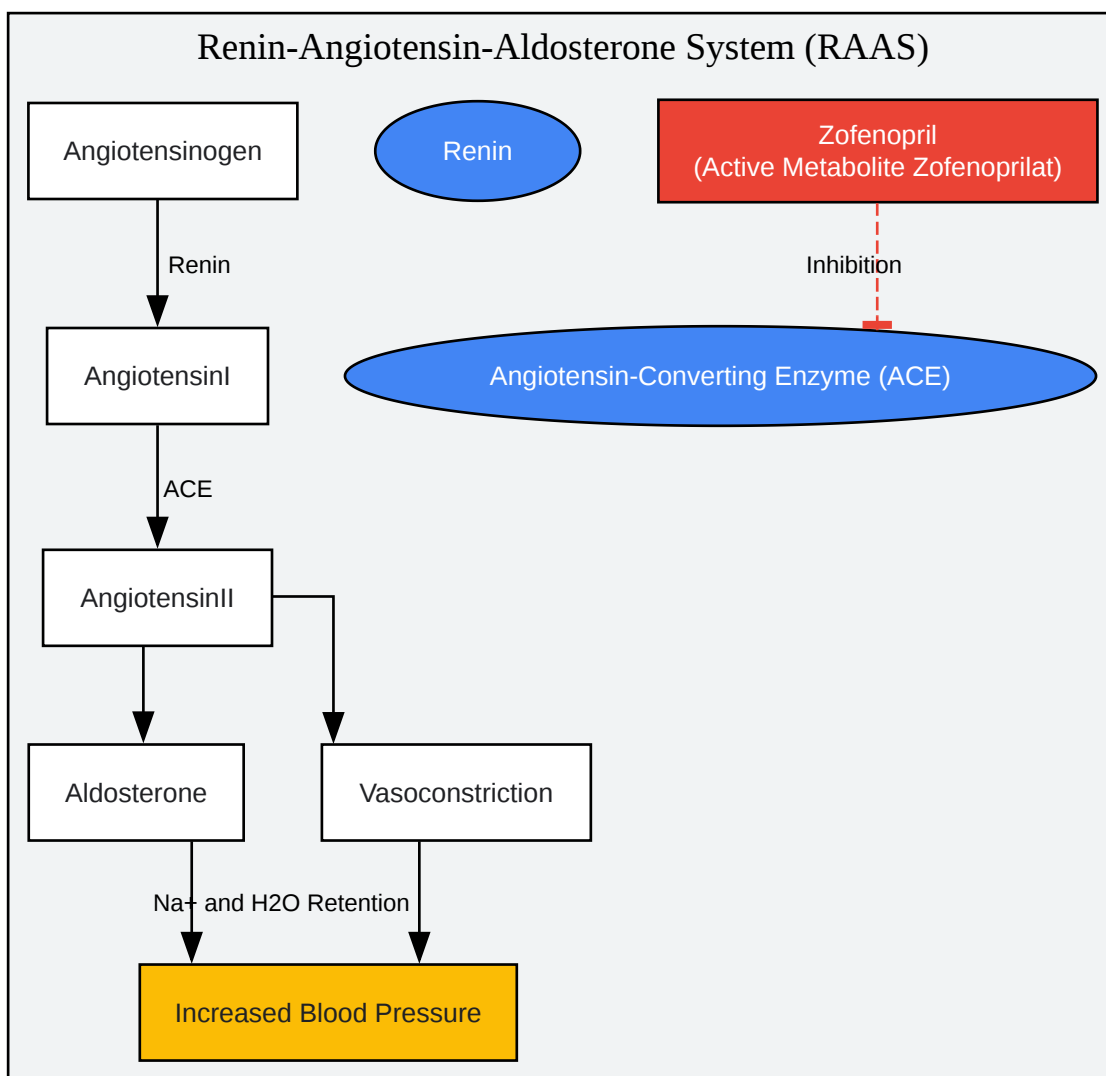 Renin-Angiotensin-Aldosterone System (RAAS)
Angiotensinogen
Renin
Zofenopril
(Active Metabolite Zofenoprilat)
Renin
Inhibition
AngiotensinI
Angiotensin-Converting Enzyme (ACE)
ACE
AngiotensinII
Aldosterone
Vasoconstriction
Na+ and H2O Retention
Increased Blood Pressure